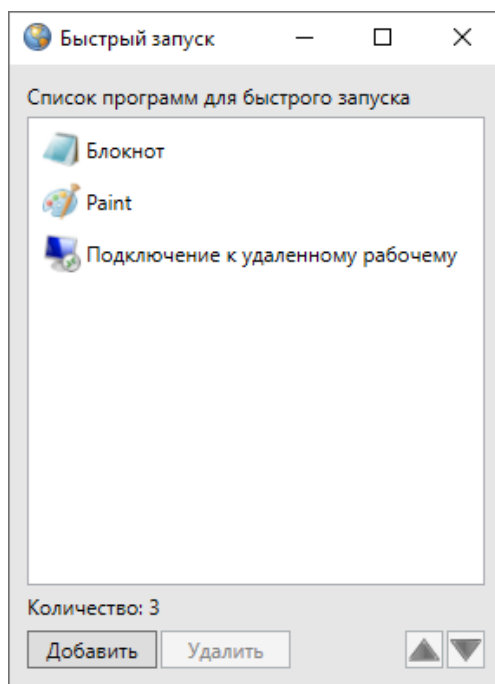 Быстрый запуск
Список программ для быстрого запуска
Блокнот
Paint
Подключение к удаленному рабочему
Количество: 3
Добавить Удалить